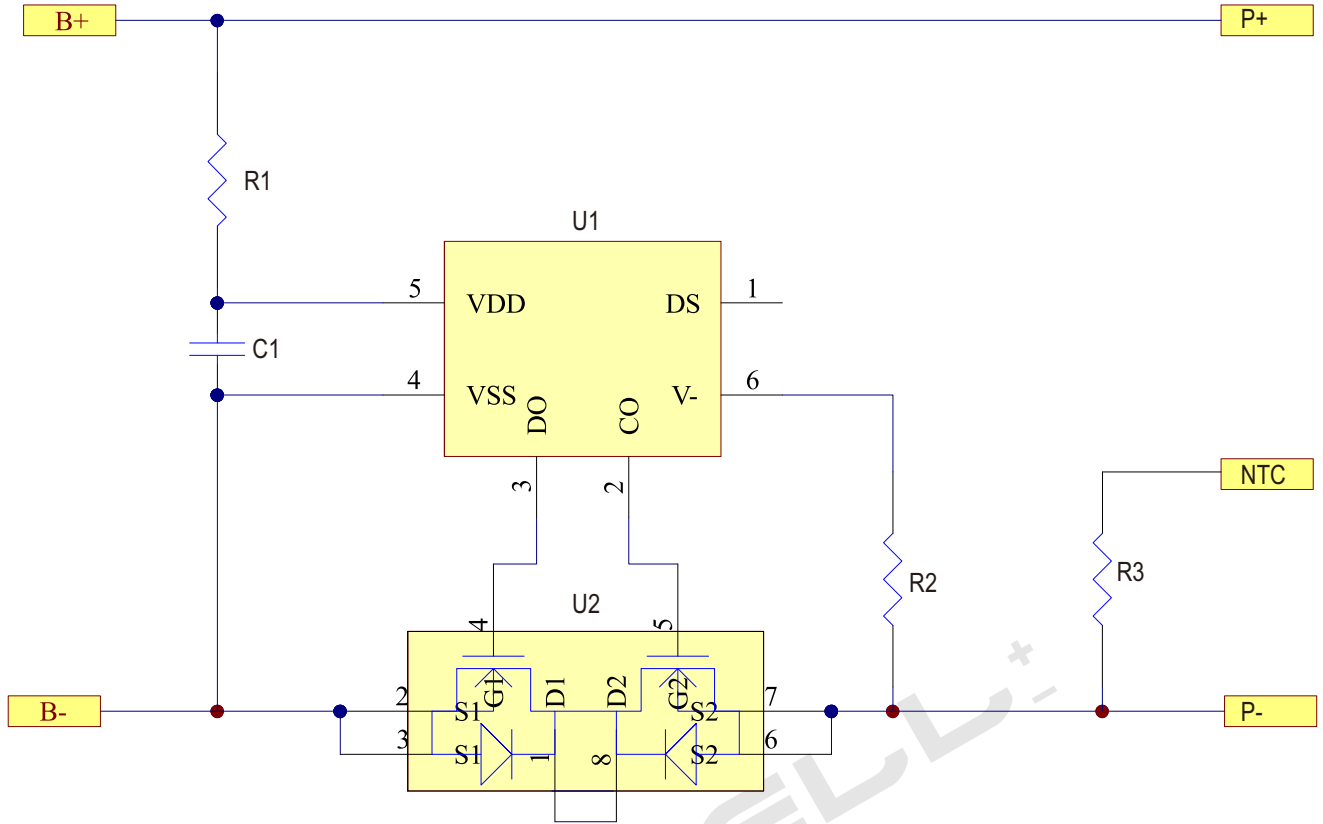 B+
P+
R1
U1
5
VDD
DS
1
C1
4
VSS
DO
CO
V-
6
3
2
NTC
R2
R3
U2
4
5
2
G1
D1
D2
G2
7
S1
S2
B-
P-
3
S1
1
8
S2
6